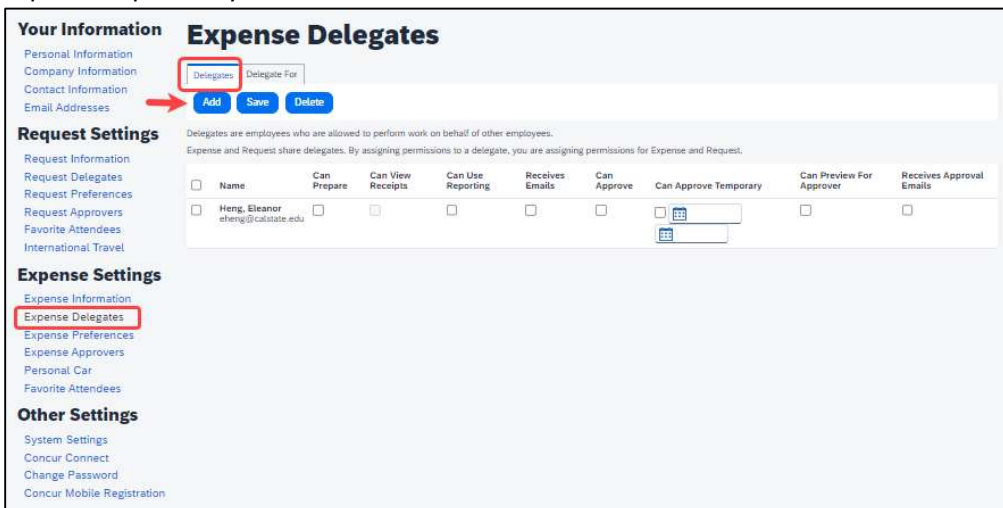 Your Information
Personal Information
Company Information
Contact Information
Email Addresses
Request Settings
Request Information
Request Delegates
Request Preferences
Request Approvers
Favorite Attendees
International Travel
Expense Settings
Expense Information
Expense Delegates
Expense Preferences
Expense Approvers
Personal Car
Favorite Attendees
Other Settings
System Settings
Concur Connect
Change Password
Concur Mobile Registration
Expense Delegates
Delegates Delegate For
Add Save Delete
Delegates are employees who are allowed to perform work on behalf of other employees.
Expense and Request share delegates. By assigning permissions to a delegate, you are assigning permissions for Expense and Request.
Name Can Prepare Can View Receipts Can Use Reporting Receives Emails Can Approve Can Approve Temporary Can Preview For Approver Receives Approval Emails
Heng, Eleanor
eheng@calstate.edu